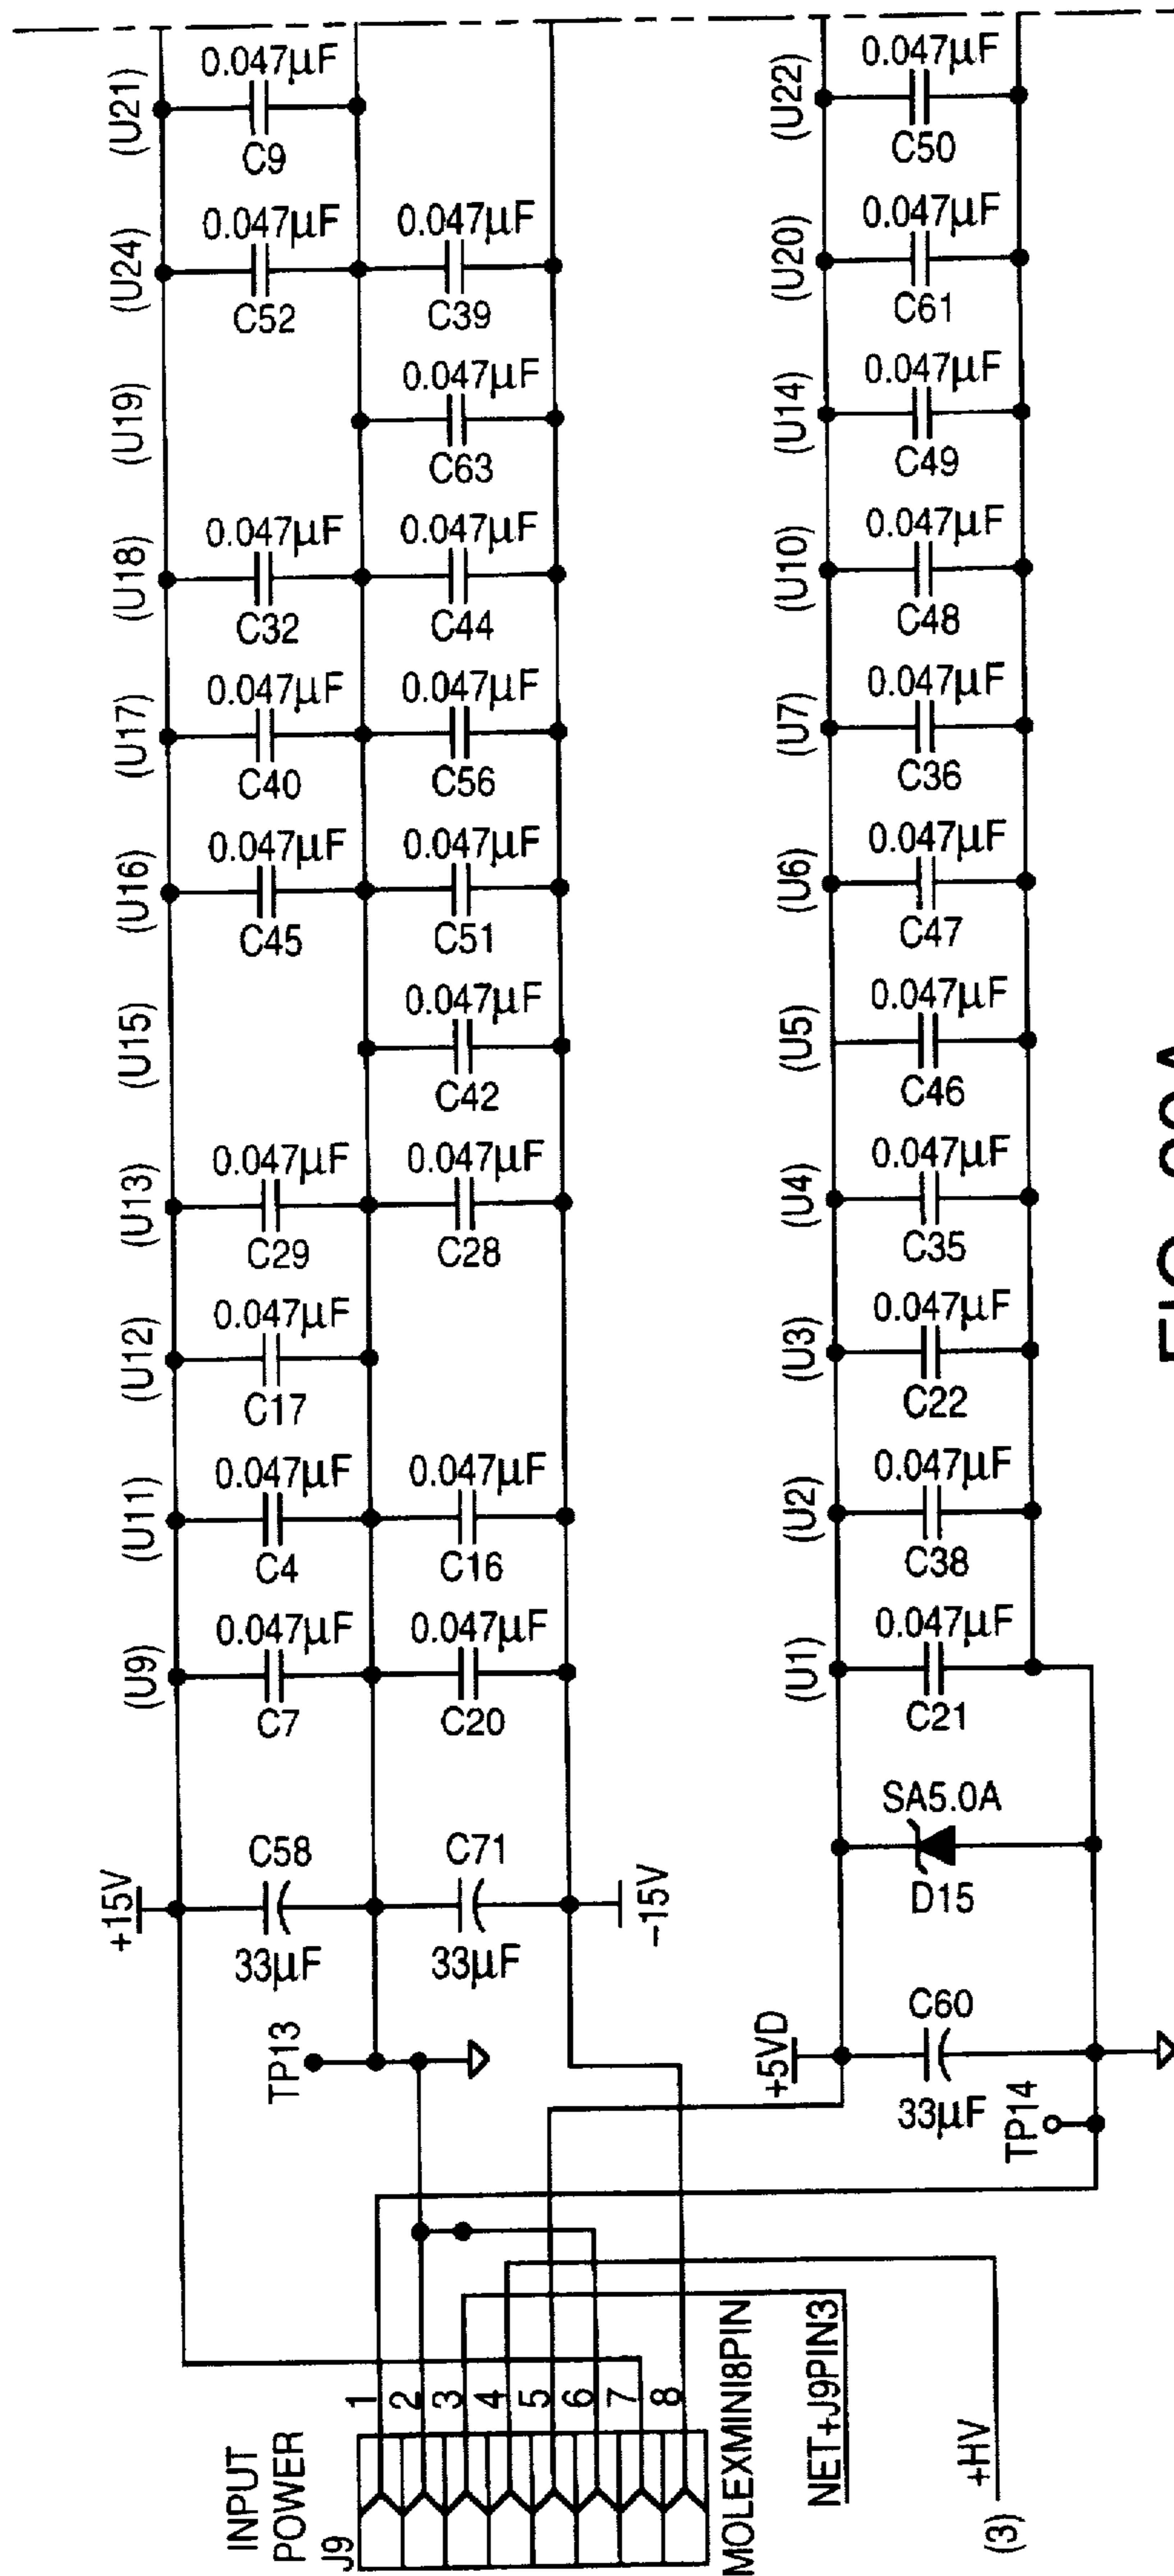 (U21)
0.047µF
C9
(U22)
0.047µF
C50
(U24)
0.047µF
C52
0.047µF
C39
(U20)
0.047µF
C61
(U19)
0.047µF
C63
(U14)
0.047µF
C49
(U18)
0.047µF
C32
0.047µF
C44
(U10)
0.047µF
C48
(U17)
0.047µF
C40
0.047µF
C56
(U7)
0.047µF
C36
(U16)
0.047µF
C45
0.047µF
C51
(U6)
0.047µF
C47
(U15)
0.047µF
C42
(U5)
0.047µF
C46
(U13)
0.047µF
C29
0.047µF
C28
(U4)
0.047µF
C35
(U12)
0.047µF
C17
(U3)
0.047µF
C22
(U11)
0.047µF
C4
0.047µF
C16
(U2)
0.047µF
C38
(U9)
0.047µF
C7
0.047µF
C20
(U1)
0.047µF
C21
SA5.0A
D15
+15V
C58
33µF
C71
33µF
−15V
TP13
+5VD
C60
33µF
TP14
INPUT
POWER
J9
1
2
3
4
5
6
7
8
MOLEXMINI8PIN
NET+J9PIN3
+HV
(3)